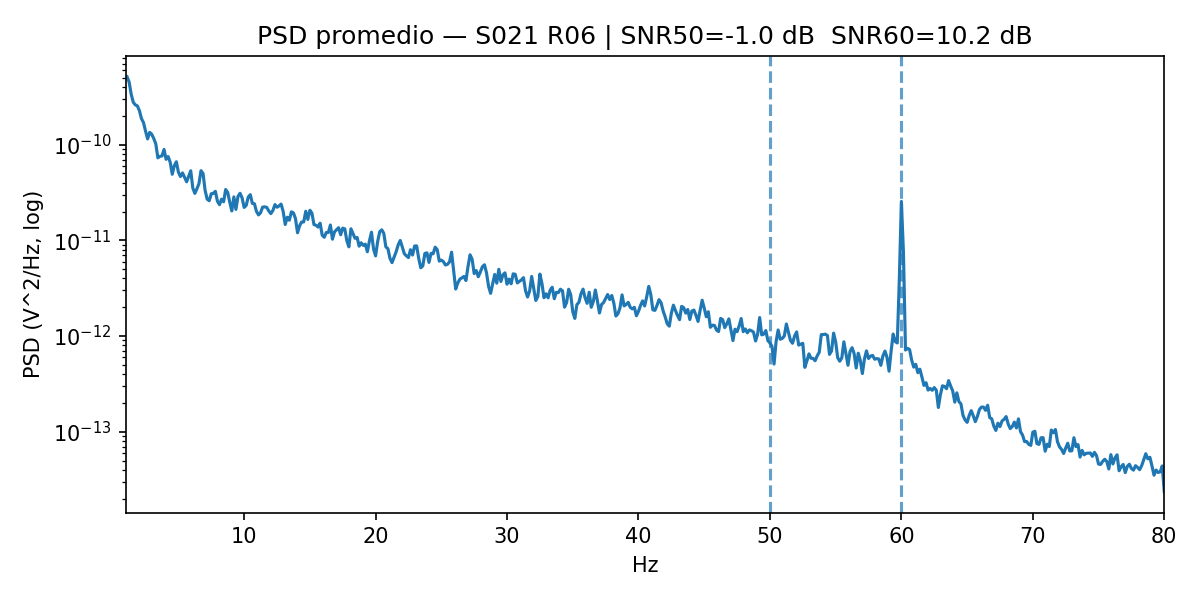 PSD promedio — S021 R06 | SNR50=-1.0 dB  SNR60=10.2 dB
PSD (V^2/Hz, log)
10⁻¹⁰
10⁻¹¹
10⁻¹²
10⁻¹³
10 20 30 40 50 60 70 80
Hz